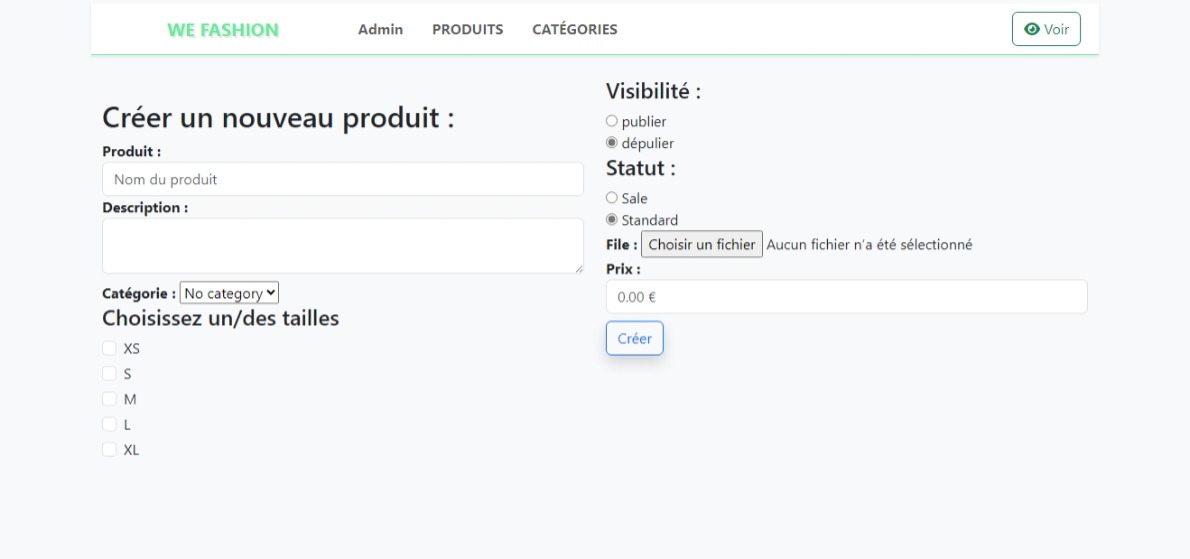 WE FASHION Admin PRODUITS CATÉGORIES Voir
Créer un nouveau produit :
Produit :
Nom du produit
Description :
Catégorie : No category
Choisissez un/des tailles
XS
S
M
L
XL
Visibilité :
publier
dépulier
Statut :
Sale
Standard
File : Choisir un fichier Aucun fichier n'a été sélectionné
Prix :
0.00 €
Créer